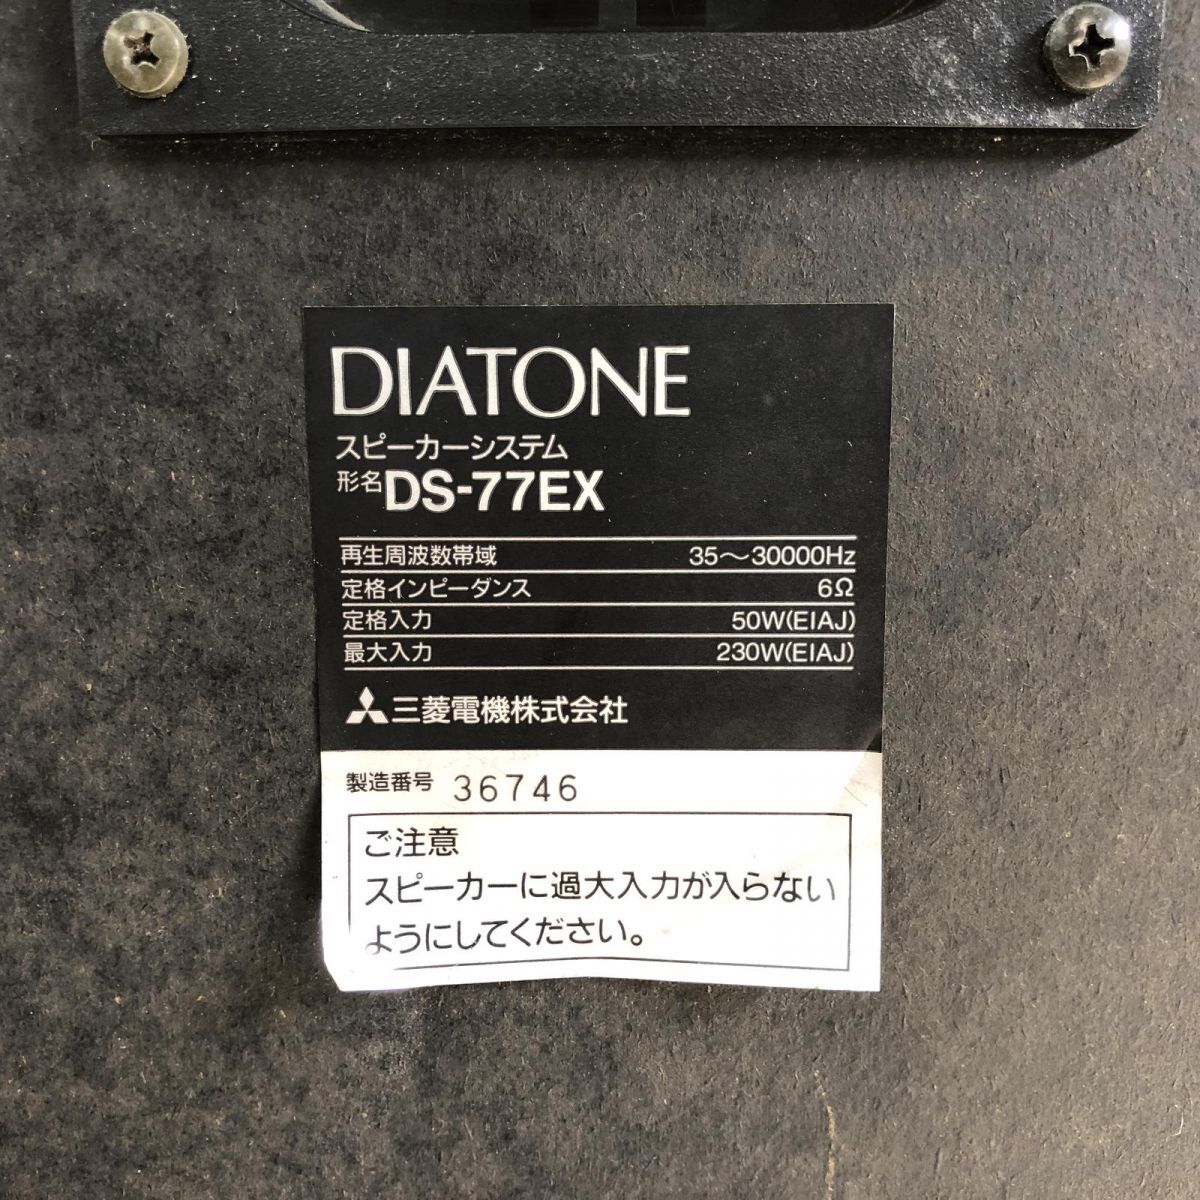 DIATONE
スピーカーシステム
形名 DS-77EX
再生周波数帯域 35〜30000Hz
定格インピーダンス 6Ω
定格入力 50W(EIAJ)
最大入力 230W(EIAJ)
三菱電機株式会社
製造番号 36746
ご注意
スピーカーに過大入力が入らない
ようにしてください。